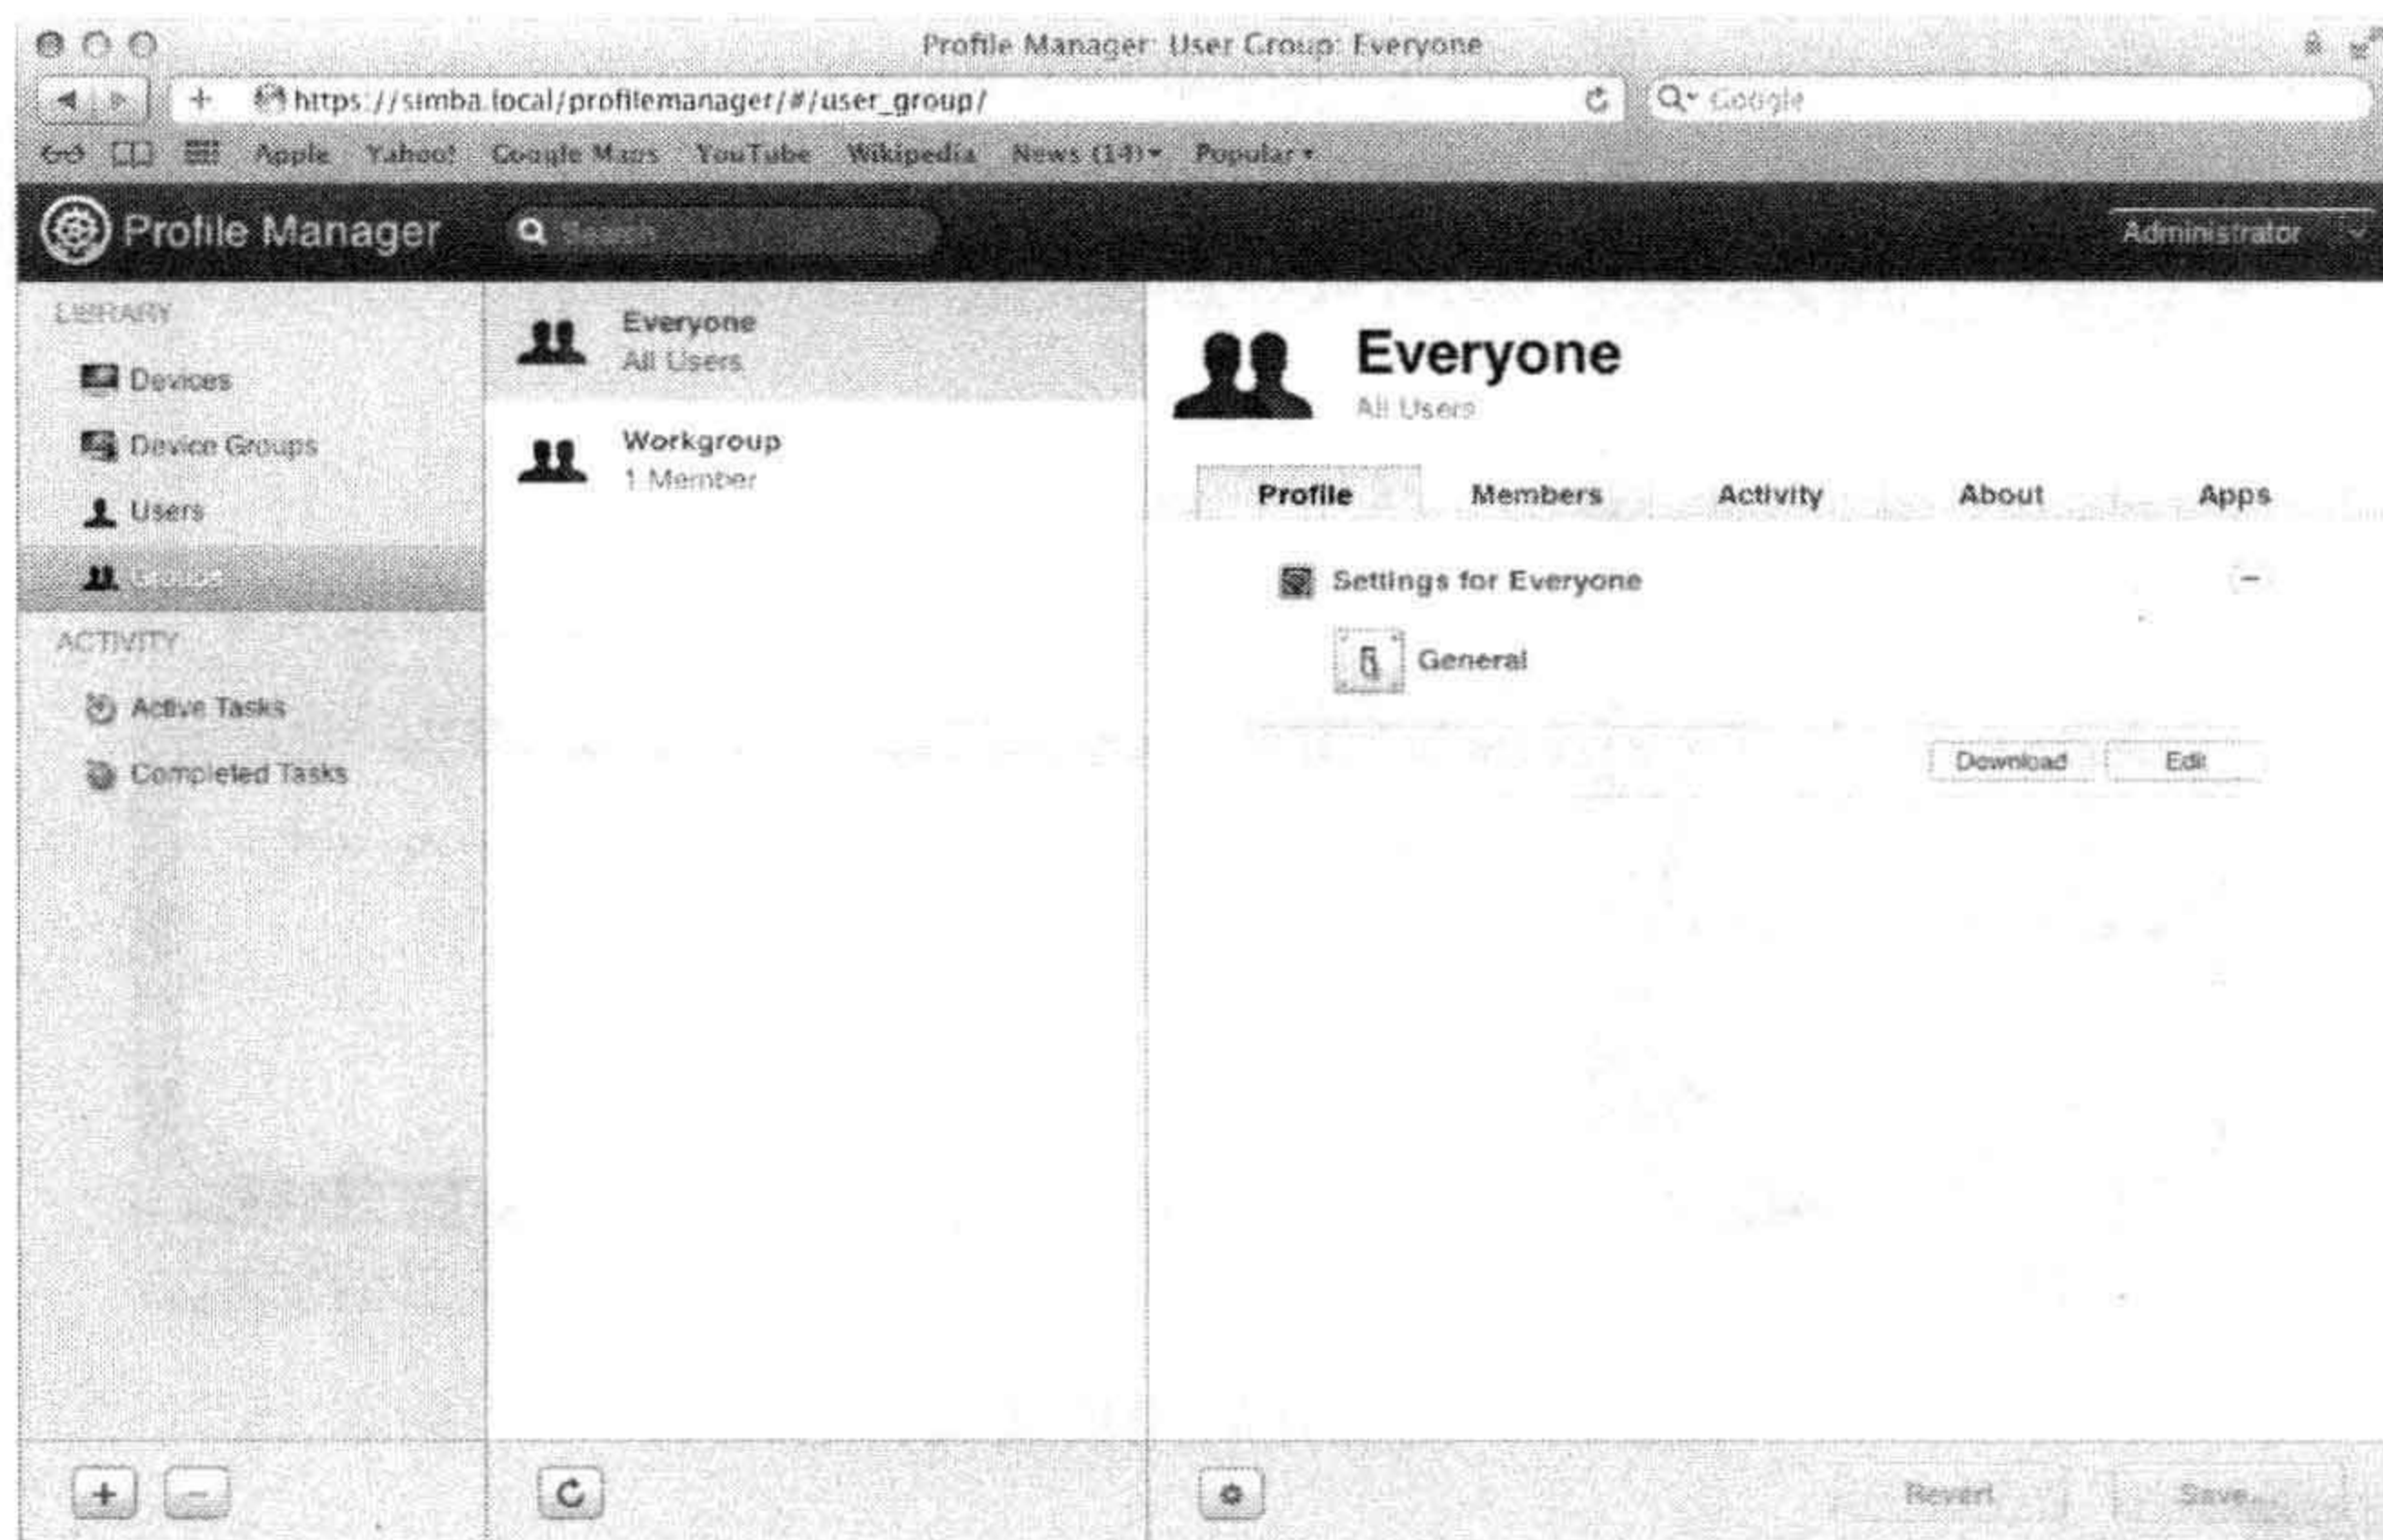 Profile Manager: User Group: Everyone
https://simba.local/profilemanager/#/user_group/
Google
Apple Yahoo! Google Maps YouTube Wikipedia News (14) Popular
Profile Manager
Search
Administrator
LIBRARY
Devices
Device Groups
Users
Groups
ACTIVITY
Active Tasks
Completed Tasks
Everyone
All Users
Workgroup
1 Member
Everyone
All Users
Profile Members Activity About Apps
Settings for Everyone
General
Download Edit
Revert Save...